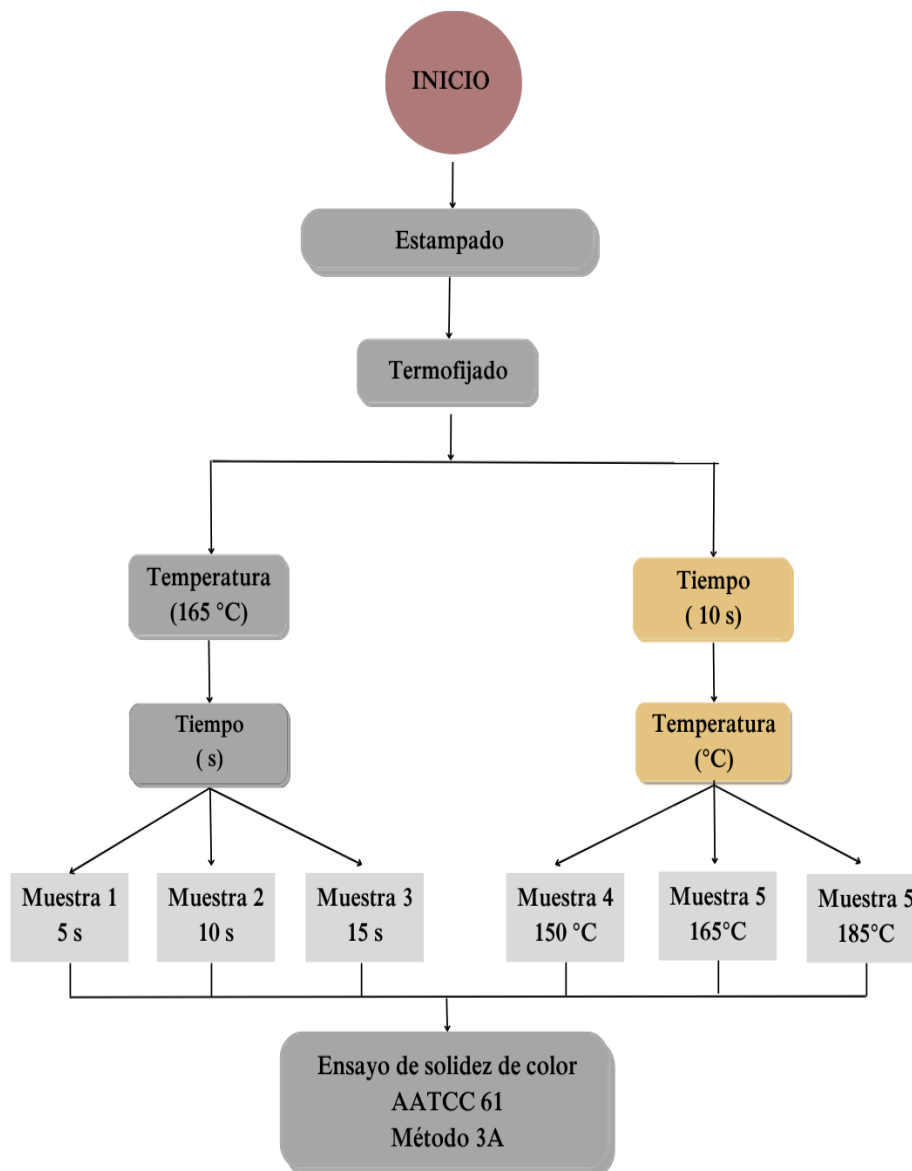 INICIO
Estampado
Termofijado
Temperatura
(165 °C)
Tiempo
( 10 s)
Tiempo
( s)
Temperatura
(°C)
Muestra 1
5 s
Muestra 2
10 s
Muestra 3
15 s
Muestra 4
150 °C
Muestra 5
165°C
Muestra 5
185°C
Ensayo de solidez de color
AATCC 61
Método 3A